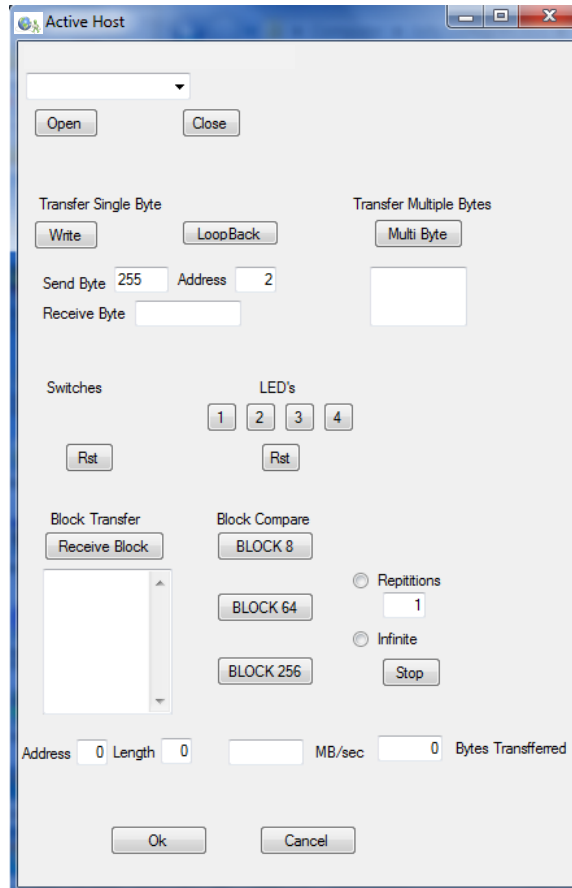 Active Host
Open Close
Transfer Single Byte Transfer Multiple Bytes
Write LoopBack Multi Byte
Send Byte 255 Address 2
Receive Byte
Switches LED's
1 2 3 4
Rst Rst
Block Transfer Block Compare
Receive Block BLOCK 8
Repititions
BLOCK 64 1
Infinite
BLOCK 256 Stop
Address 0 Length 0 MB/sec 0 Bytes Transfferred
Ok Cancel